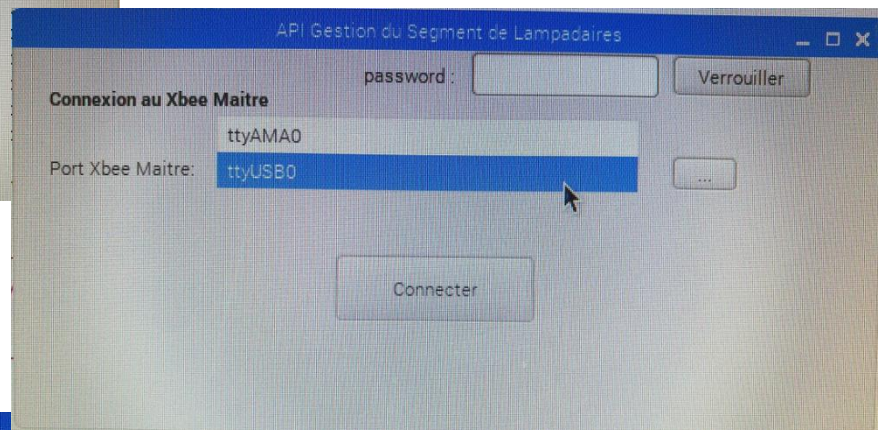 API Gestion du Segment de Lampadaires
password :
Verrouiller
Connexion au Xbee Maitre
ttyAMA0
Port Xbee Maitre:
ttyUSB0
...
Connecter